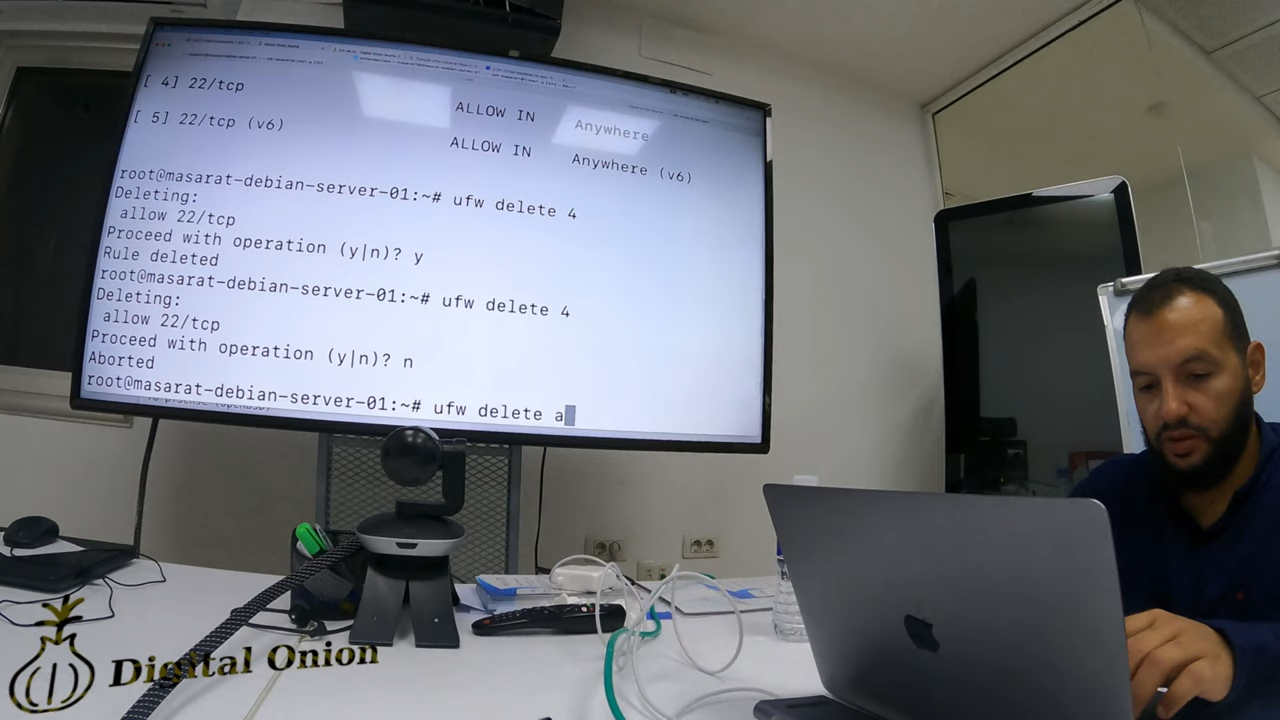 [ 4] 22/tcp ALLOW IN Anywhere
[ 5] 22/tcp (v6) ALLOW IN Anywhere (v6)
root@masarat-debian-server-01:~# ufw delete 4
Deleting:
allow 22/tcp
Proceed with operation (y|n)? y
Rule deleted
root@masarat-debian-server-01:~# ufw delete 4
Deleting:
allow 22/tcp
Proceed with operation (y|n)? n
Aborted
root@masarat-debian-server-01:~# ufw delete a
Digital Onion